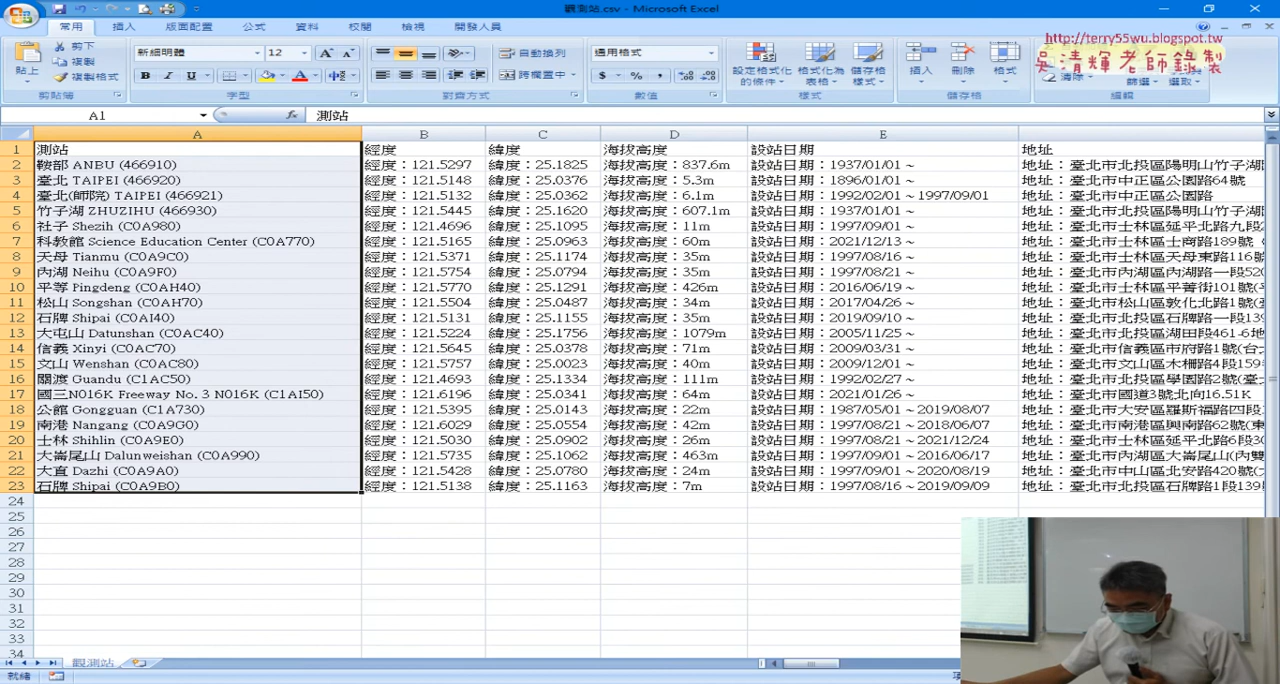 觀測站.csv - Microsoft Excel
常用 插入 版面配置 公式 資料 校閱 檢視 開發人員
http://terry55wu.blogspot.tw
吳清輝老師錄製
貼上 剪下 複製 複製格式
新細明體 12
自動換列 跨欄置中
通用格式
設定格式化的條件 格式化為表格 儲存格樣式
插入 刪除 格式
清除
剪貼簿 字型 對齊方式 數值 樣式 儲存格 編輯
A1 測站
A B C D E
1 測站 經度 緯度 海拔高度 設站日期 地址
2 鞍部 ANBU (466910) 經度：121.5297 緯度：25.1825 海拔高度：837.6m 設站日期：1937/01/01 ~ 地址：臺北市北投區陽明山竹子湖
3 臺北 TAIPEI (466920) 經度：121.5148 緯度：25.0376 海拔高度：5.3m 設站日期：1896/01/01 ~ 地址：臺北市中正區公園路64號
4 臺北(師院) TAIPEI (466921) 經度：121.5132 緯度：25.0362 海拔高度：6.1m 設站日期：1992/02/01 ~ 1997/09/01 地址：臺北市中正區公園路
5 竹子湖 ZHUZIHU (466930) 經度：121.5445 緯度：25.1620 海拔高度：607.1m 設站日期：1937/01/01 ~ 地址：臺北市北投區陽明山竹子湖
6 社子 Shezih (C0A980) 經度：121.4696 緯度：25.1095 海拔高度：11m 設站日期：1997/09/01 ~ 地址：臺北市士林區延平北路九段
7 科教館 Science Education Center (C0A770) 經度：121.5165 緯度：25.0963 海拔高度：60m 設站日期：2021/12/13 ~ 地址：臺北市士林區士商路189號
8 天母 Tianmu (C0A9C0) 經度：121.5371 緯度：25.1174 海拔高度：35m 設站日期：1997/08/16 ~ 地址：臺北市士林區天母東路116號
9 內湖 Neihu (C0A9F0) 經度：121.5754 緯度：25.0794 海拔高度：35m 設站日期：1997/08/21 ~ 地址：臺北市內湖區內湖路一段520
10 平等 Pingdeng (C0AH40) 經度：121.5770 緯度：25.1291 海拔高度：426m 設站日期：2016/06/19 ~ 地址：臺北市士林區平菁街101號(平
11 松山 Songshan (C0AH70) 經度：121.5504 緯度：25.0487 海拔高度：34m 設站日期：2017/04/26 ~ 地址：臺北市松山區敦化北路1號(臺
12 石牌 Shipai (C0AI40) 經度：121.5131 緯度：25.1155 海拔高度：35m 設站日期：2019/09/10 ~ 地址：臺北市北投區石牌路一段139
13 大屯山 Datunshan (C0AC40) 經度：121.5224 緯度：25.1756 海拔高度：1079m 設站日期：2005/11/25 ~ 地址：臺北市北投區湖田段461-6地
14 信義 Xinyi (C0AC70) 經度：121.5645 緯度：25.0378 海拔高度：71m 設站日期：2009/03/31 ~ 地址：臺北市信義區市府路1號(台
15 文山 Wenshan (C0AC80) 經度：121.5757 緯度：25.0023 海拔高度：40m 設站日期：2009/12/01 ~ 地址：臺北市文山區木柵路4段159
16 關渡 Guandu (C1AC50) 經度：121.4693 緯度：25.1334 海拔高度：111m 設站日期：1992/02/27 ~ 地址：臺北市北投區學園路2號(臺
17 國三N016K Freeway No. 3 N016K (C1AI50) 經度：121.6196 緯度：25.0341 海拔高度：64m 設站日期：2021/01/26 ~ 地址：臺北市國道3號北向16.51K
18 公館 Gongguan (C1A730) 經度：121.5395 緯度：25.0143 海拔高度：22m 設站日期：1987/05/01 ~ 2019/08/07 地址：臺北市大安區羅斯福路四段
19 南港 Nangang (C0A9G0) 經度：121.6029 緯度：25.0554 海拔高度：42m 設站日期：1997/08/21 ~ 2018/06/07 地址：臺北市南港區興南路62號(東
20 士林 Shihlin (C0A9E0) 經度：121.5030 緯度：25.0902 海拔高度：26m 設站日期：1997/08/21 ~ 2021/12/24 地址：臺北市士林區延平北路6段30
21 大崙尾山 Dalunweishan (C0A990) 經度：121.5735 緯度：25.1062 海拔高度：463m 設站日期：1997/09/01 ~ 2016/06/17 地址：臺北市內湖區大崙尾山(內雙
22 大直 Dazhi (C0A9A0) 經度：121.5428 緯度：25.0780 海拔高度：24m 設站日期：1997/09/01 ~ 2020/08/19 地址：臺北市中山區北安路420號(大
23 石牌 Shipai (C0A9B0) 經度：121.5138 緯度：25.1163 海拔高度：7m 設站日期：1997/08/16 ~ 2019/09/09 地址：臺北市北投區石牌路1段139
24
25
26
27
28
29
30
31
32
33
34
觀測站
就緒